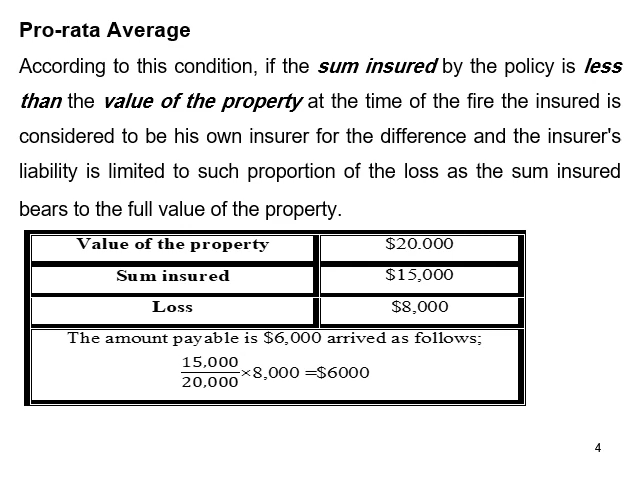 Pro-rata Average
According to this condition, if the sum insured by the policy is less
than the value of the property at the time of the fire the insured is
considered to be his own insurer for the difference and the insurer's
liability is limited to such proportion of the loss as the sum insured
bears to the full value of the property.
Value of the property $20.000
Sum insured $15,000
Loss $8,000
The amount payable is $6,000 arrived as follows;
15,000
20,000 ×8,000 =$6000
4